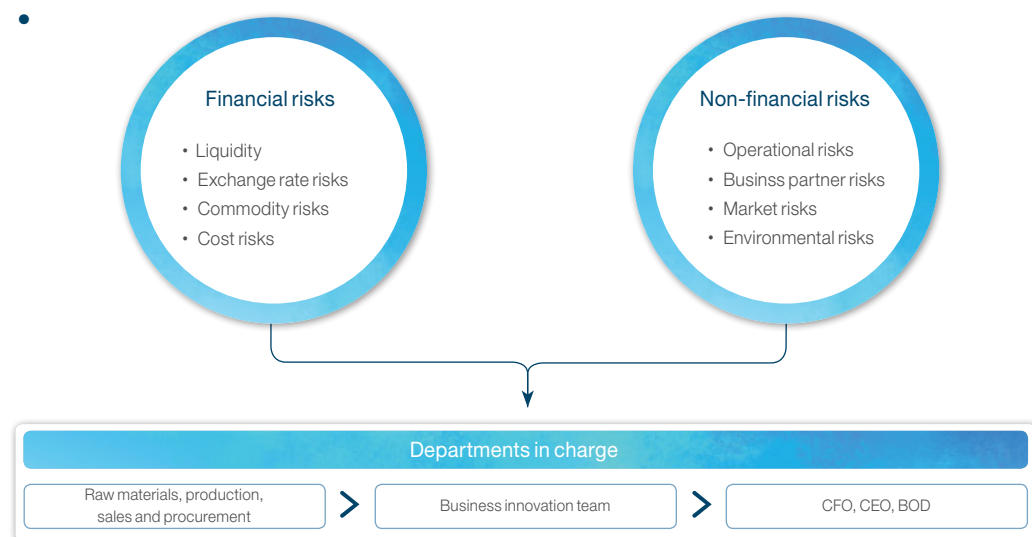 Financial risks
• Liquidity
• Exchange rate risks
• Commodity risks
• Cost risks
Non-financial risks
• Operational risks
• Businss partner risks
• Market risks
• Environmental risks
Departments in charge
Raw materials, production,
sales and procurement
Business innovation team
CFO, CEO, BOD